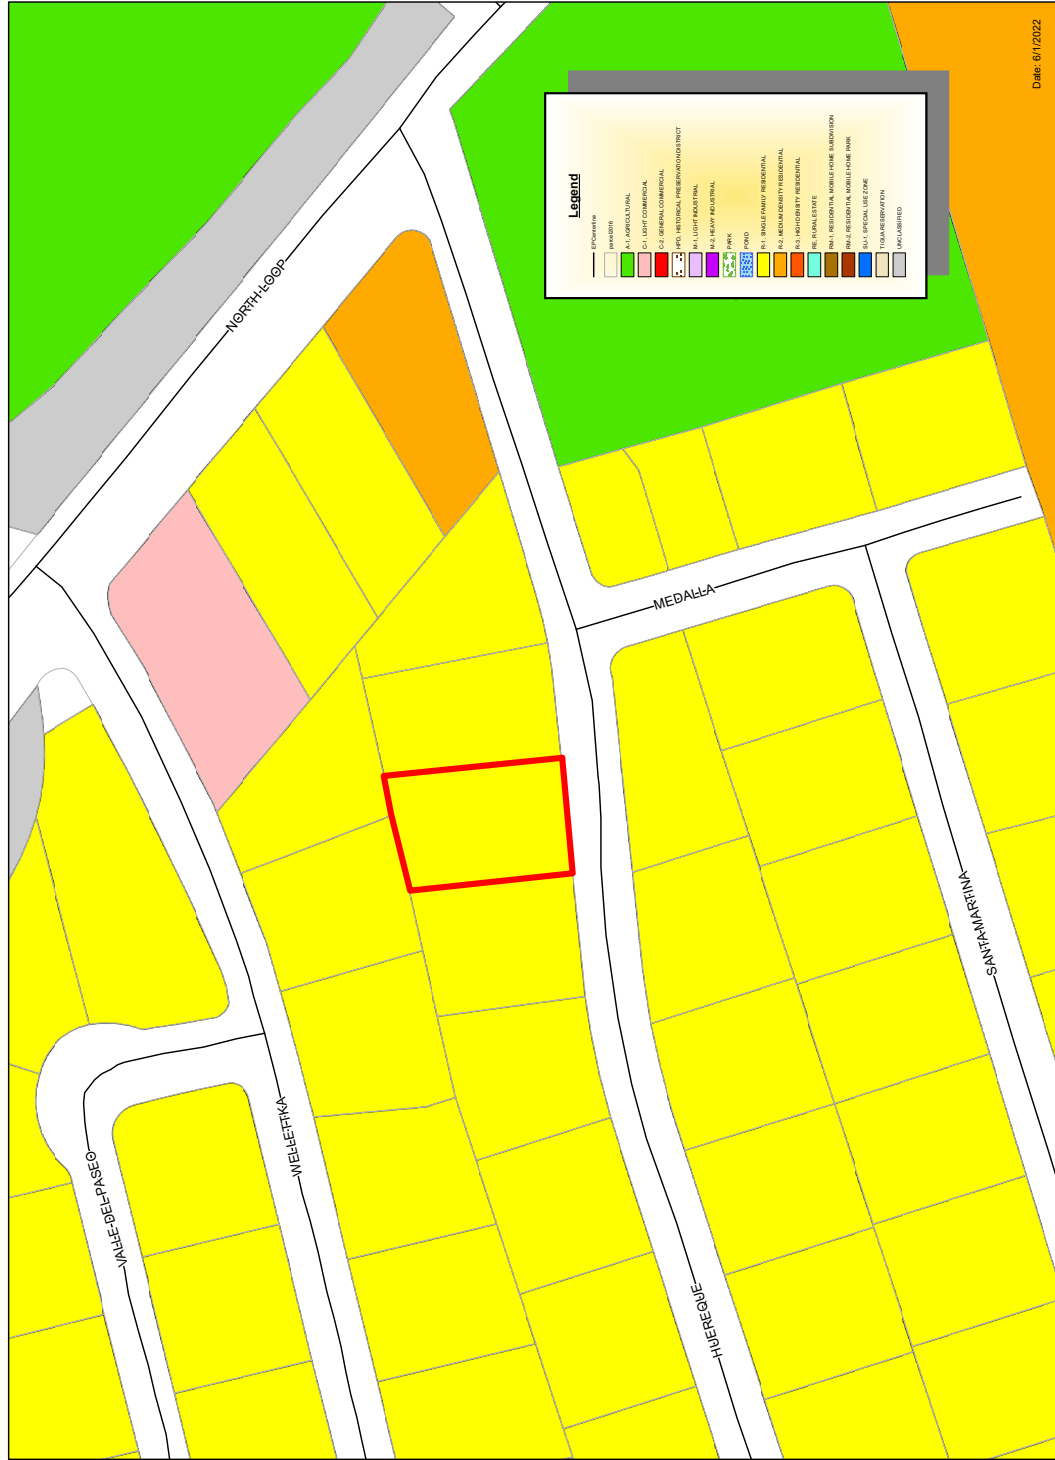 Date: 6/1/2022
Legend
EPCenterline
parcel2016
A-1, AGRICULTURAL
C-1, LIGHT COMMERCIAL
C-2, GENERAL COMMERCIAL
HPD, HISTORICAL PRESERVATION DISTRICT
M-1, LIGHT INDUSTRIAL
M-2, HEAVY INDUSTRIAL
PARK
POND
R-1, SINGLE FAMILY RESIDENTIAL
R-2, MEDIUM DENSITY RESIDENTIAL
R-3, HIGH DENSITY RESIDENTIAL
RE, RURAL ESTATE
RM-1, RESIDENTIAL MOBILE HOME SUBDIVISION
RM-2, RESIDENTIAL MOBILE HOME PARK
SU-1, SPECIAL USE ZONE
TIGUA RESERVATION
UNCLASSIFIED
NORTH LOOP
MEDALLA
SANTA MARTINA
VALLE DEL PASEO
WELLETTKA
HUEREQUE